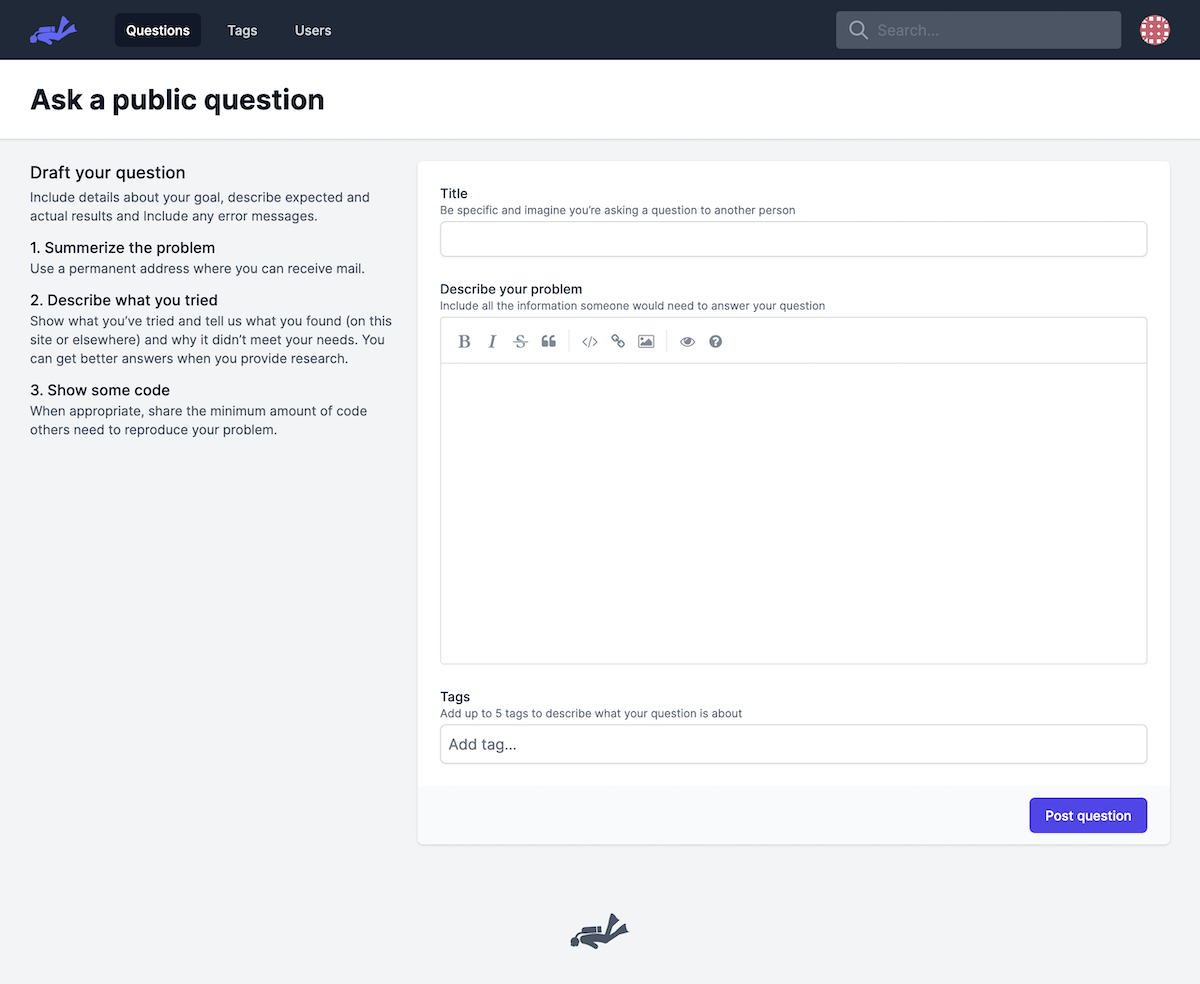 Questions
Tags
Users
Search...
Ask a public question
Draft your question
Include details about your goal, describe expected and
actual results and Include any error messages.
1. Summerize the problem
Use a permanent address where you can receive mail.
2. Describe what you tried
Show what you’ve tried and tell us what you found (on this
site or elsewhere) and why it didn’t meet your needs. You
can get better answers when you provide research.
3. Show some code
When appropriate, share the minimum amount of code
others need to reproduce your problem.
Title
Be specific and imagine you’re asking a question to another person
Describe your problem
Include all the information someone would need to answer your question
Tags
Add up to 5 tags to describe what your question is about
Add tag...
Post question